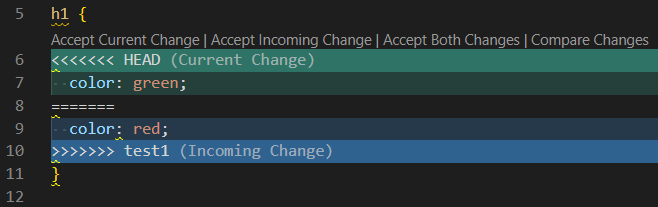 5 h1 {
Accept Current Change | Accept Incoming Change | Accept Both Changes | Compare Changes
6 <<<<<<< HEAD (Current Change)
7 color: green;
8 =======
9 color: red;
10 >>>>>>> test1 (Incoming Change)
11 }
12